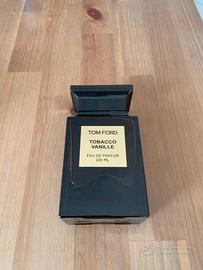 TOM FORD
TOBACCO
VANILLE
EAU DE PARFUM
100 ML